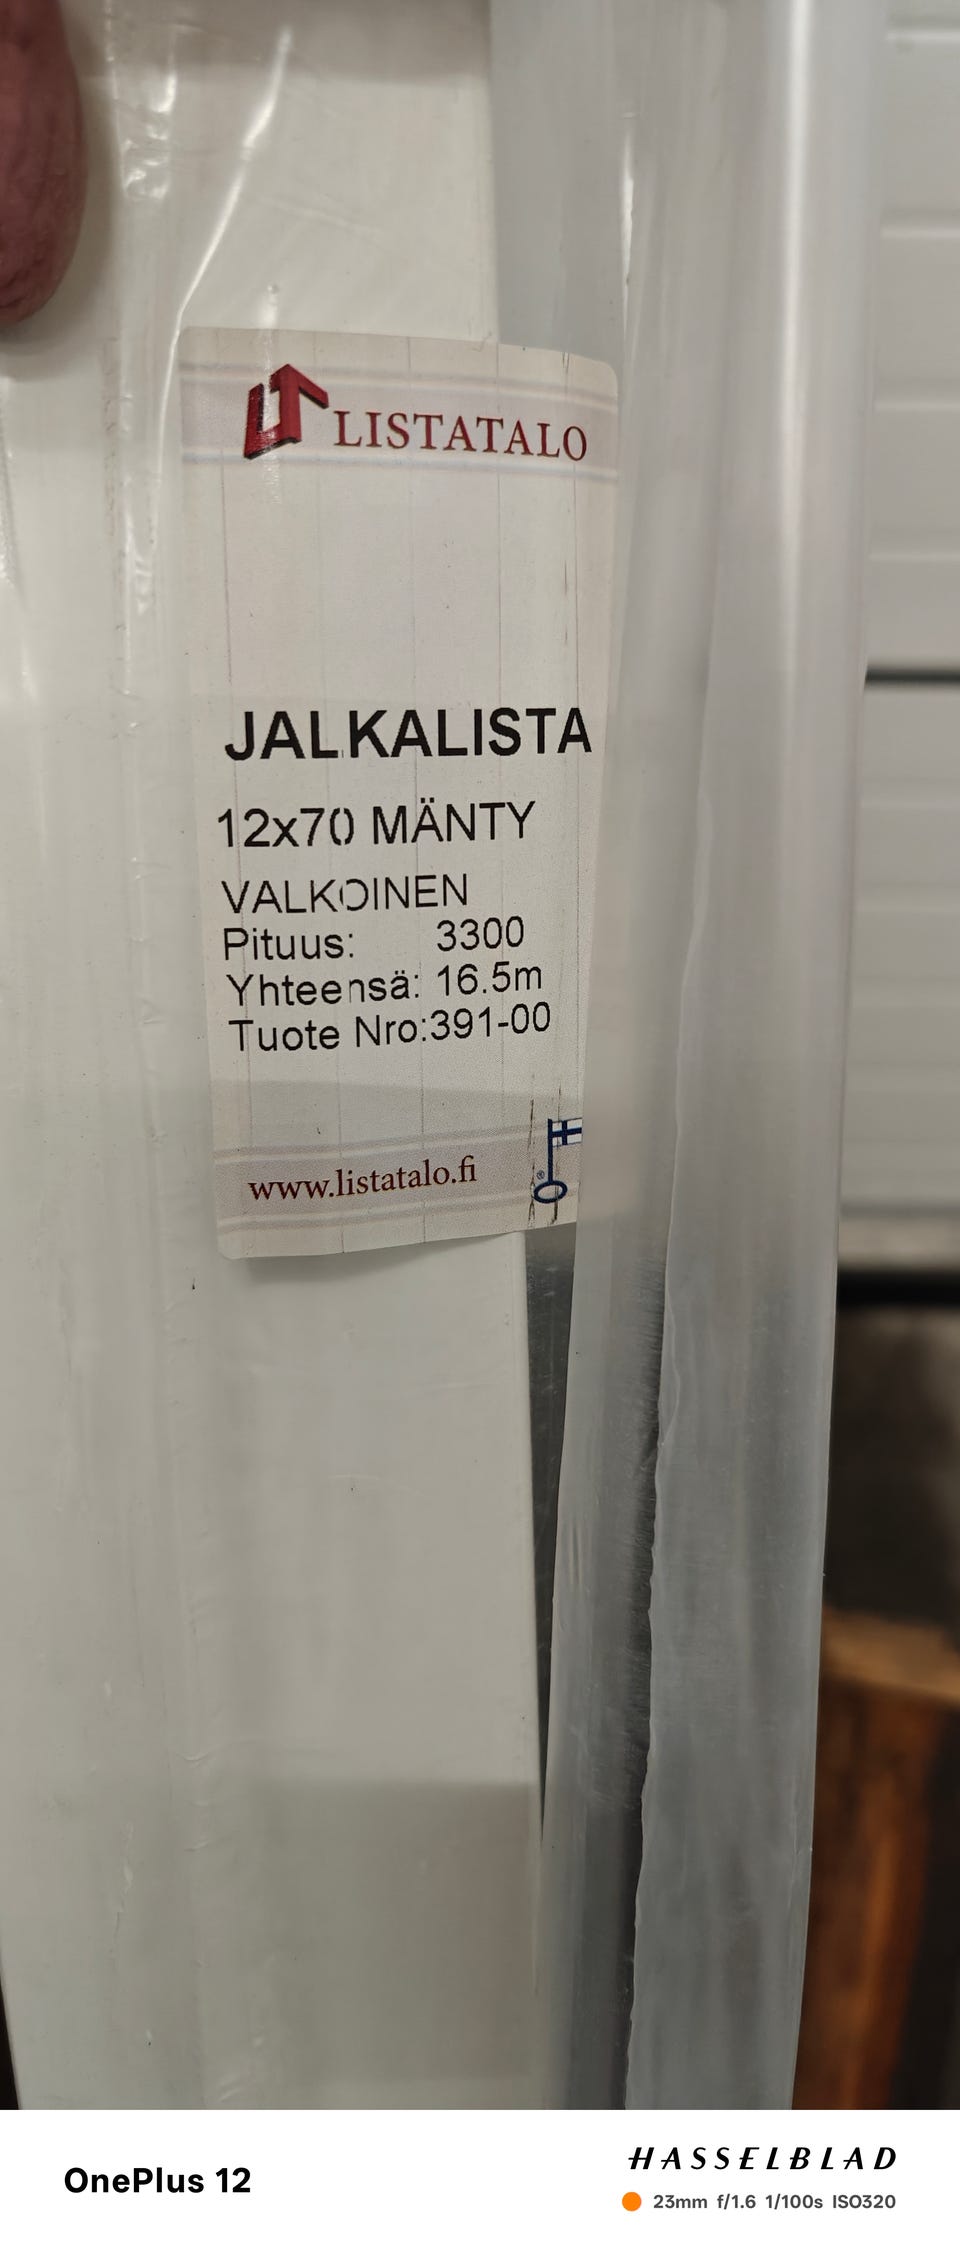 LISTATALO
JALKALISTA
12x70 MÄNTY
VALKOINEN
Pituus: 3300
Yhteensä: 16.5m
Tuote Nro:391-00
www.listatalo.fi
®
OnePlus 12
HASSELBLAD
23mm f/1.6 1/100s ISO320